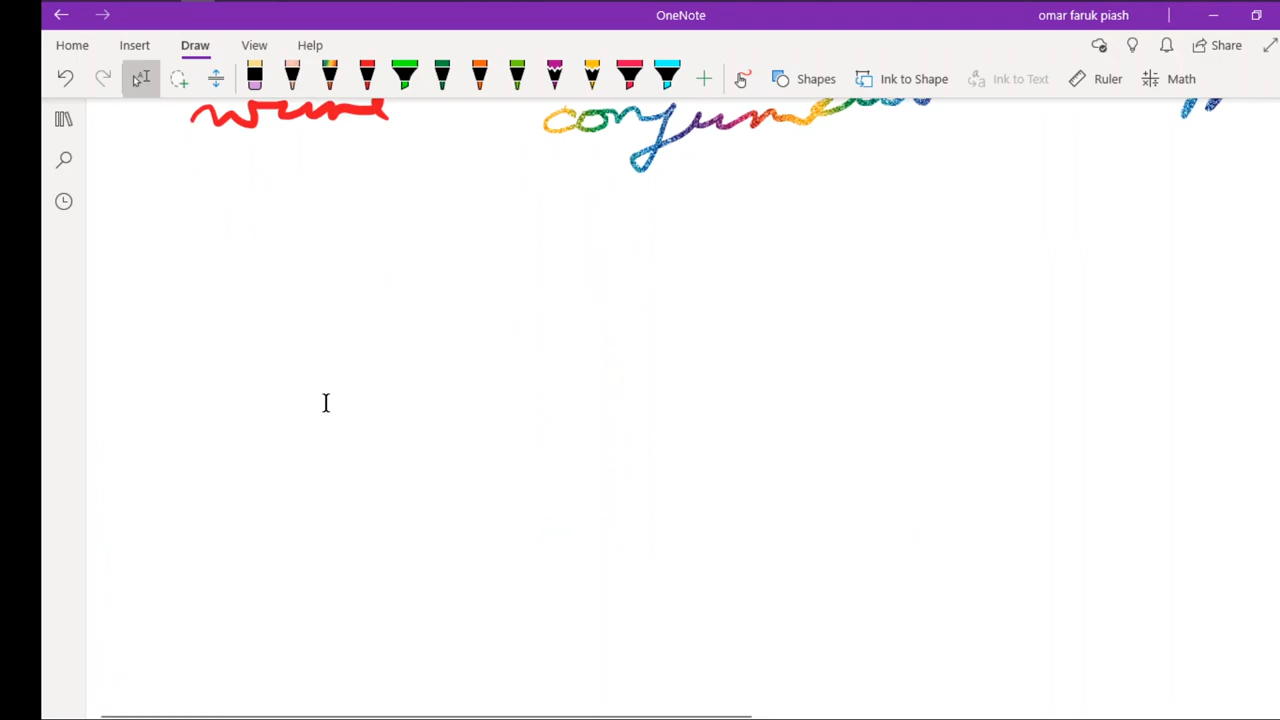 OneNote
omar faruk piash
Home Insert Draw View Help Share
Shapes Ink to Shape Ink to Text Ruler Math